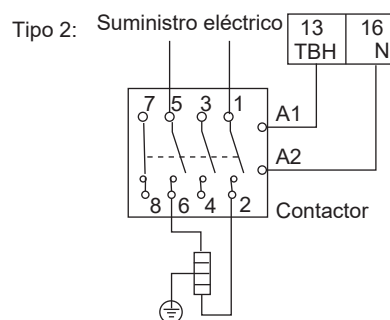 Tipo 2:
Suministro eléctrico
13 16
TBH N
7 5 3 1
A1
A2
8 6 4 2
Contactor